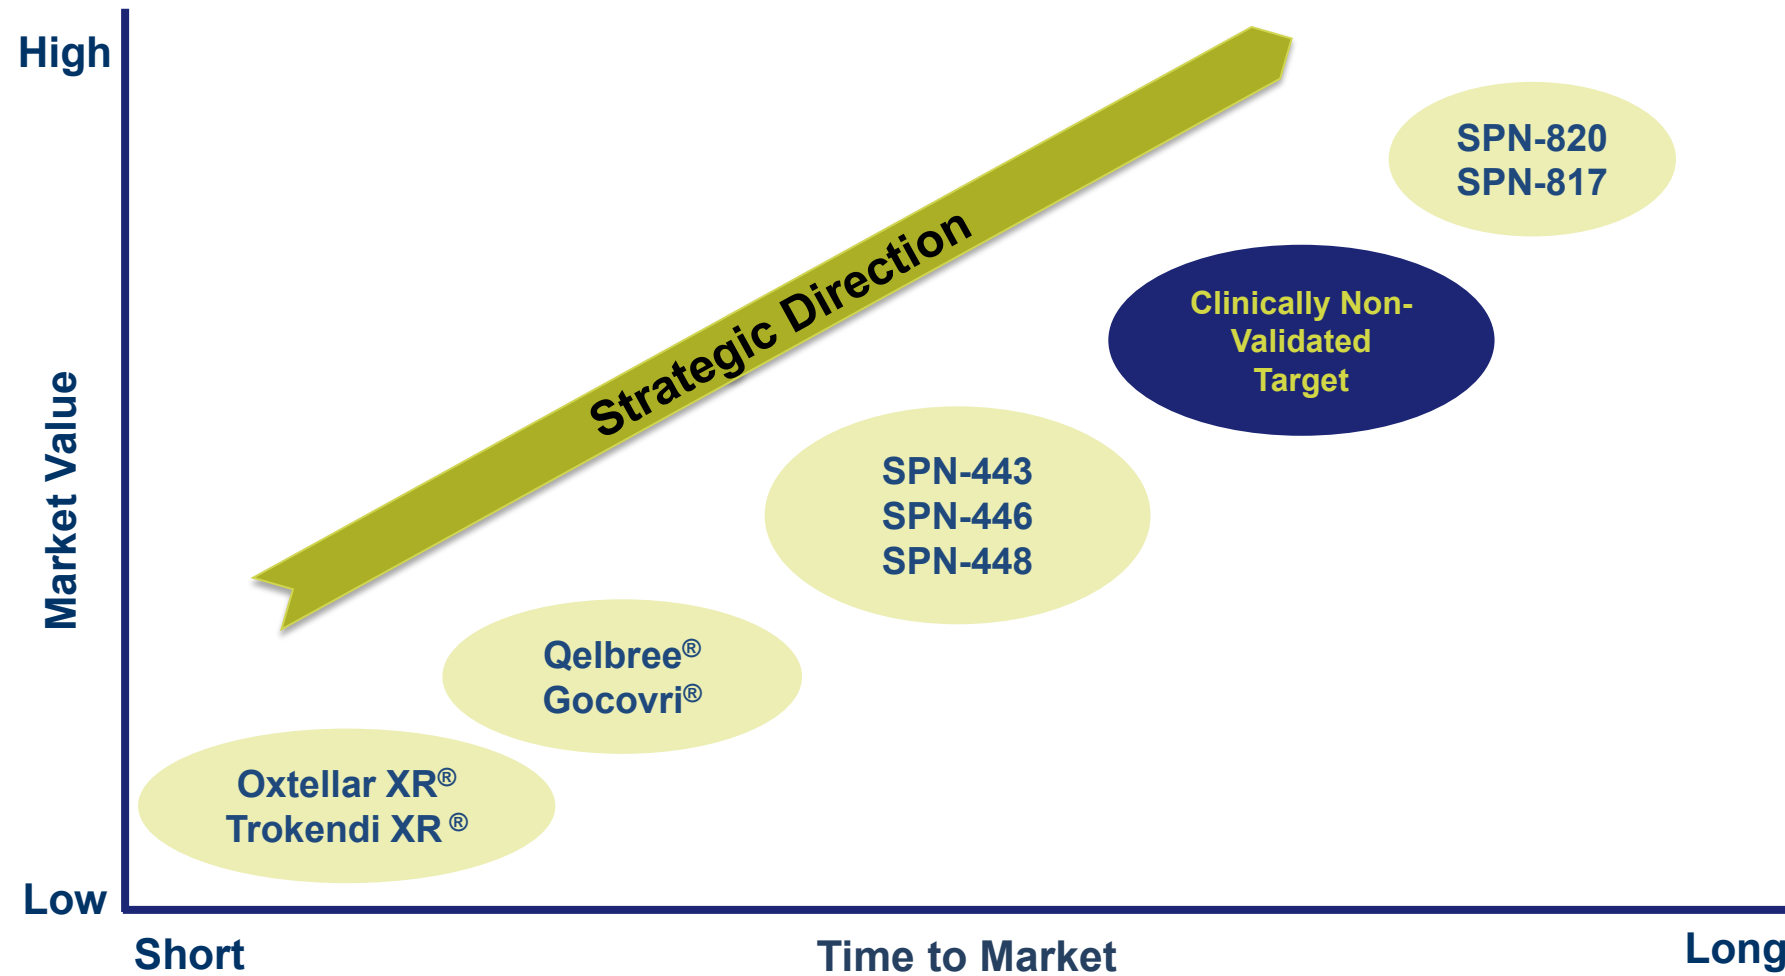 High
Strategic Direction
SPN-820
SPN-817
Clinically Non-
Validated
Target
Market Value
SPN-443
SPN-446
SPN-448
Qelbree®
Gocovri®
Oxtellar XR®
Trokendi XR ®
Low
Short
Time to Market
Long